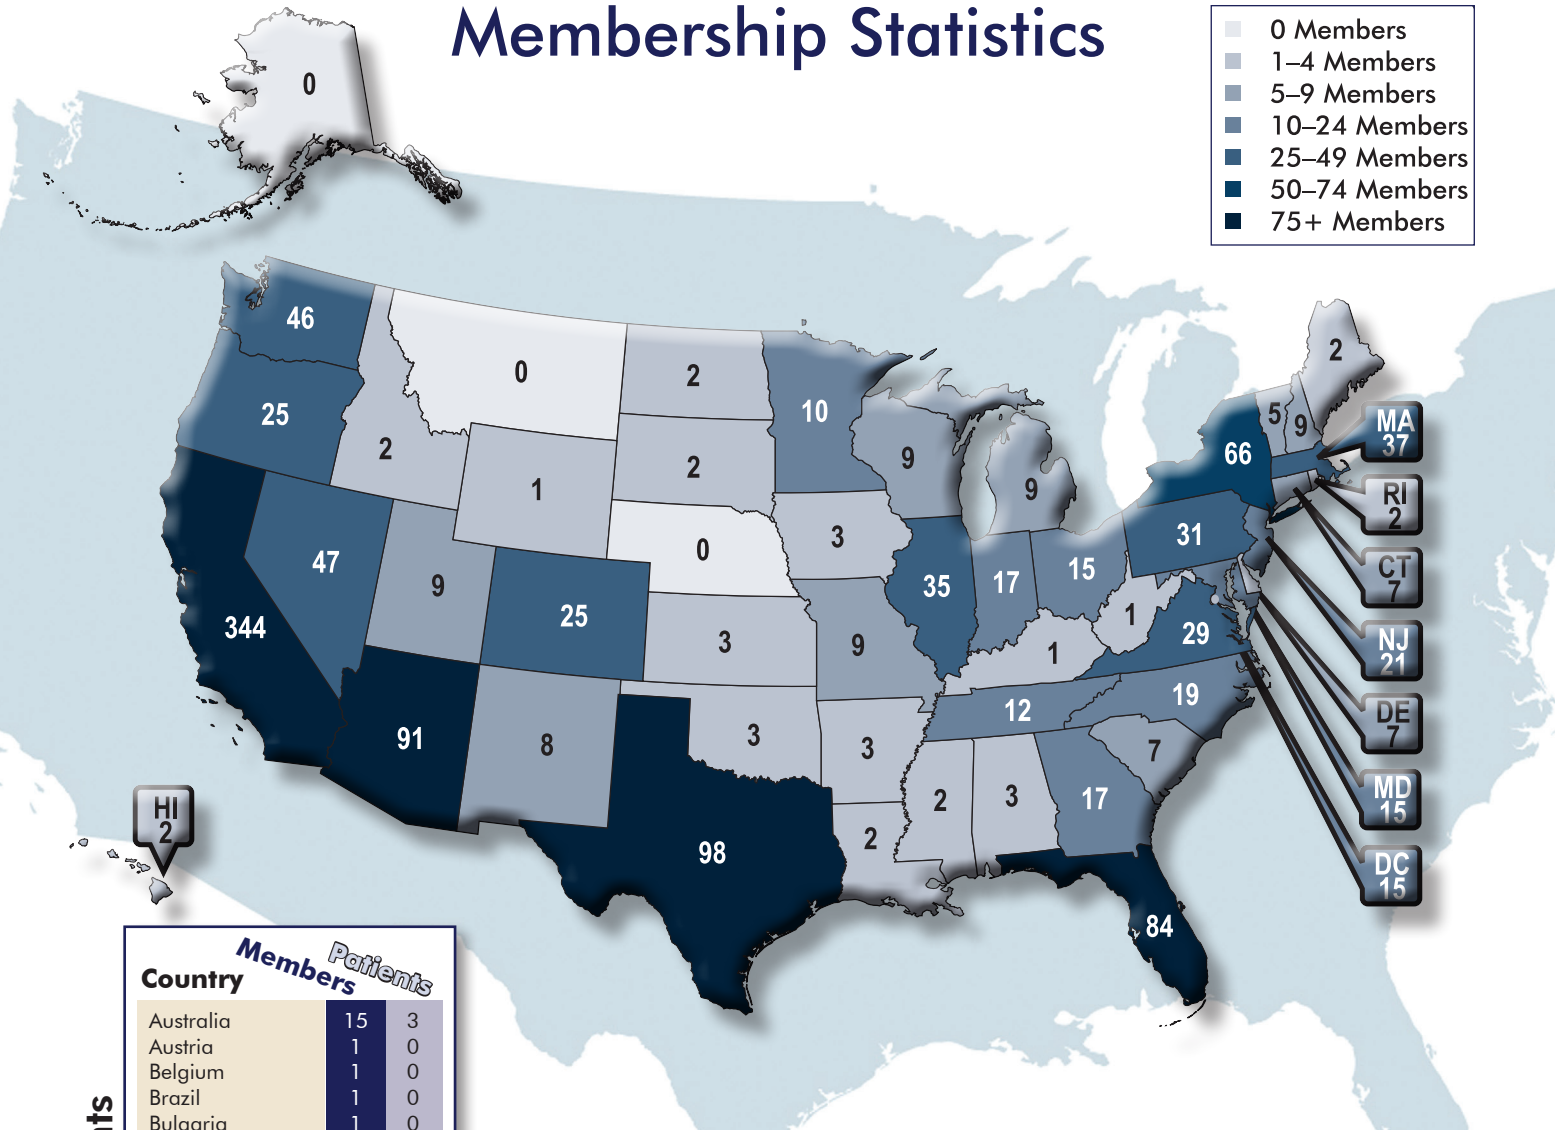 Membership Statistics
0 Members
1–4 Members
5–9 Members
10–24 Members
25–49 Members
50–74 Members
75+ Members
0
46
0
2
10
2
25
2
9
5
9
MA
37
66
1
2
9
RI
2
47
9
0
3
35
17
15
31
CT
7
344
25
3
9
1
1
29
NJ
21
91
8
3
3
12
19
7
DE
7
HI
2
98
2
2
3
17
MD
15
84
DC
15
Country Members Patients
Australia 15 3
Austria 1 0
Belgium 1 0
Brazil 1 0
Bulgaria 1 0